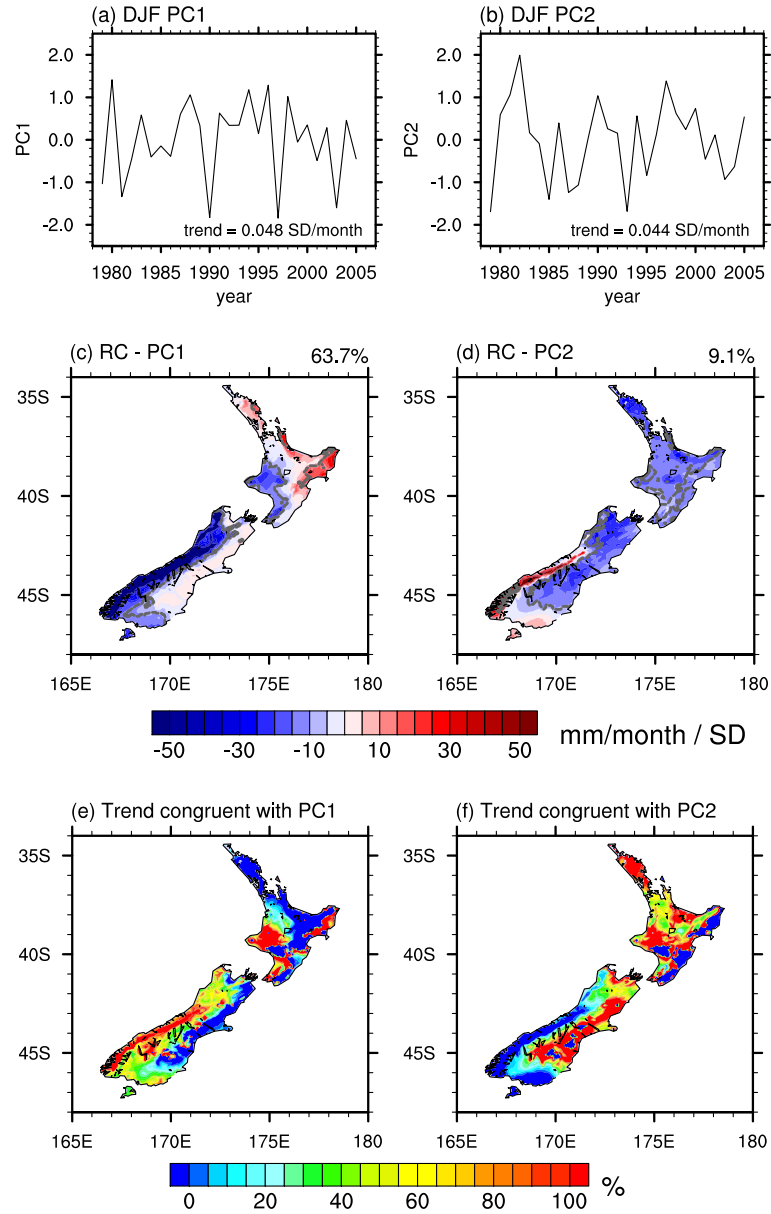 (a) DJF PC1
(b) DJF PC2
2.0
1.0
0.0
-1.0
-2.0
PC1
trend = 0.048 SD/month
1980 1985 1990 1995 2000 2005
year
2.0
1.0
0.0
-1.0
-2.0
PC2
trend = 0.044 SD/month
1980 1985 1990 1995 2000 2005
year
(c) RC - PC1 63.7%
35S
40S
45S
165E 170E 175E 180
(d) RC - PC2 9.1%
35S
40S
45S
165E 170E 175E 180
-50 -30 -10 10 30 50
mm/month / SD
(e) Trend congruent with PC1
35S
40S
45S
165E 170E 175E 180
(f) Trend congruent with PC2
35S
40S
45S
165E 170E 175E 180
0 20 40 60 80 100
%